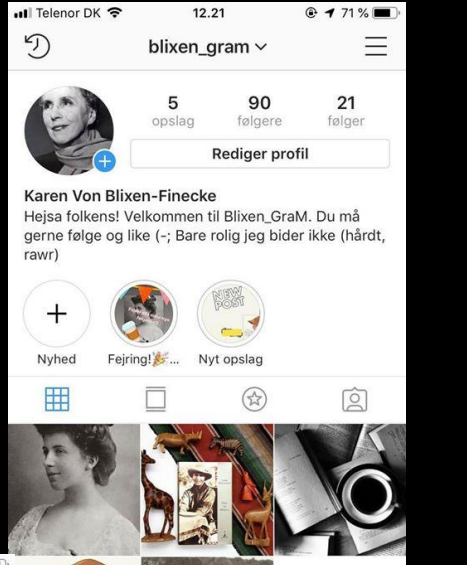 Telenor DK 12.21 71 %
blixen_gram
5 90 21
opslag følgere følger
Rediger profil
Karen Von Blixen-Finecke
Hejsa folkens! Velkommen til Blixen_GraM. Du må
gerne følge og like (-; Bare rolig jeg bider ikke (hårdt,
rawr)
NEW
POST
Nyhed Fejring!🎉... Nyt opslag